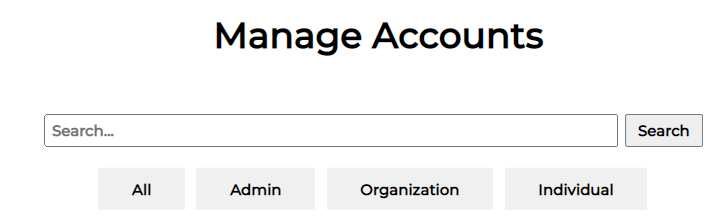 Manage Accounts
Search... Search
All Admin Organization Individual